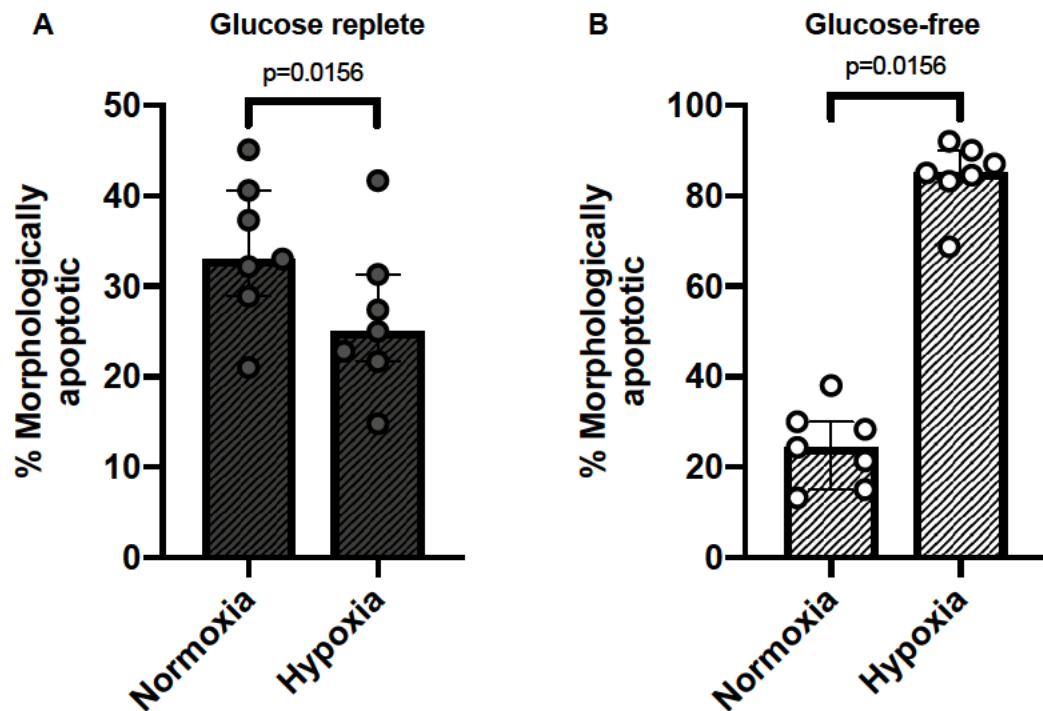 A
Glucose replete
p=0.0156
% Morphologically
apoptotic
50
40
30
20
10
0
Normoxia
Hypoxia
B
Glucose-free
p=0.0156
% Morphologically
apoptotic
100
80
60
40
20
0
Normoxia
Hypoxia